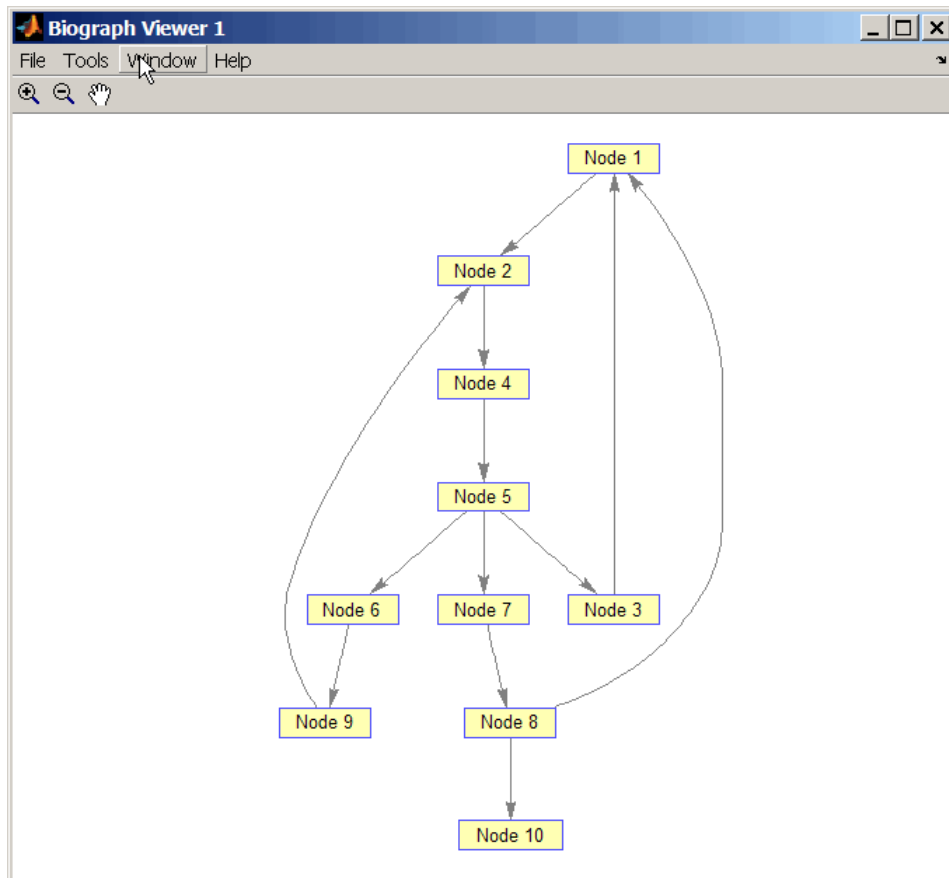 Biograph Viewer 1
File Tools Window Help
Node 1
Node 2
Node 4
Node 5
Node 6 Node 7 Node 3
Node 9 Node 8
Node 10